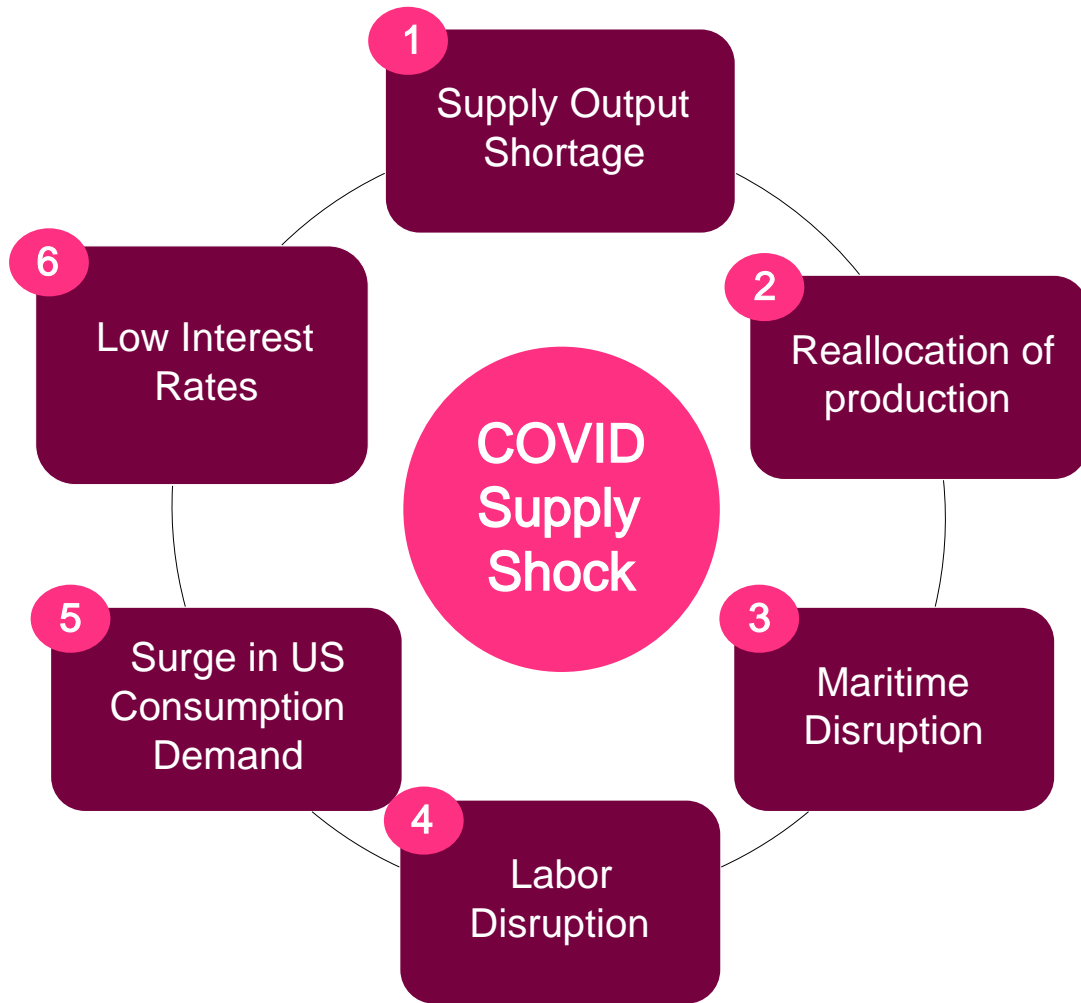 1
Supply Output
Shortage
2
Reallocation of
production
3
Maritime
Disruption
4
Labor
Disruption
5
Surge in US
Consumption
Demand
6
Low Interest
Rates
COVID
Supply
Shock